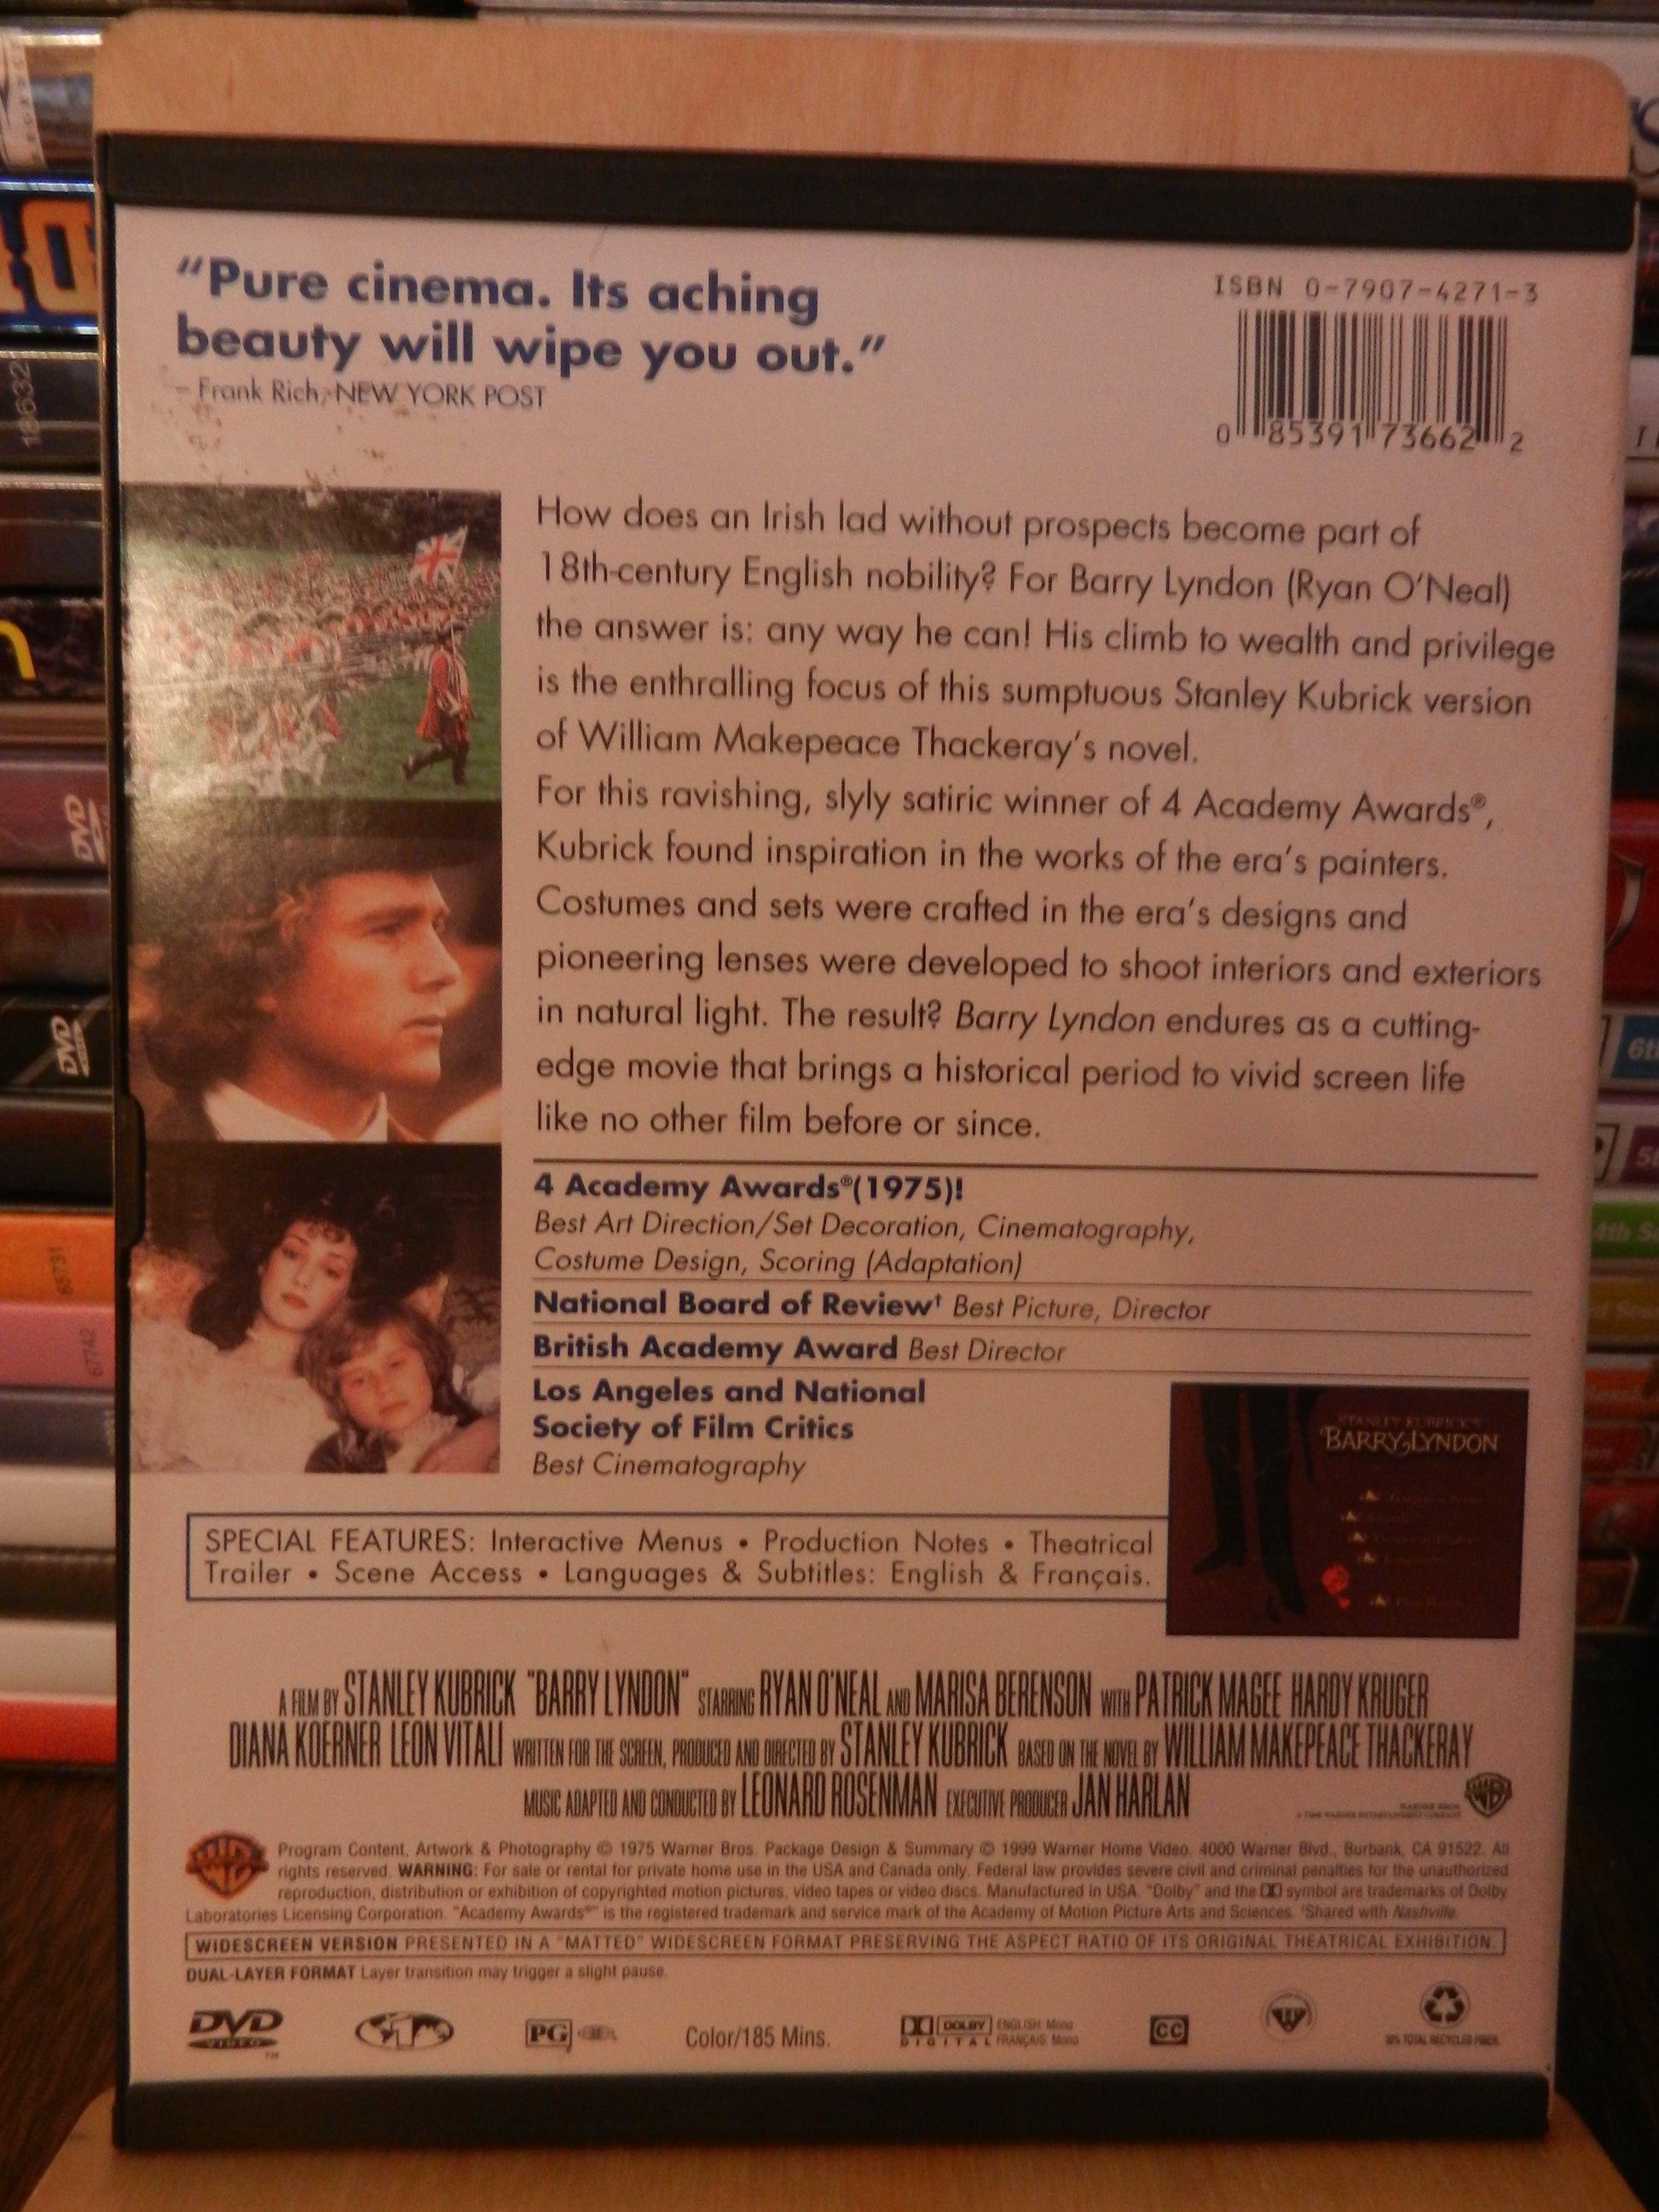 “Pure cinema. Its aching
beauty will wipe you out.”
– Frank Rich, NEW YORK POST
ISBN 0-7907-4271-3
0 85391 73662 2
How does an Irish lad without prospects become part of
18th-century English nobility? For Barry Lyndon (Ryan O’Neal)
the answer is: any way he can! His climb to wealth and privilege
is the enthralling focus of this sumptuous Stanley Kubrick version
of William Makepeace Thackeray’s novel.
For this ravishing, slyly satiric winner of 4 Academy Awards®,
Kubrick found inspiration in the works of the era’s painters.
Costumes and sets were crafted in the era’s designs and
pioneering lenses were developed to shoot interiors and exteriors
in natural light. The result? Barry Lyndon endures as a cutting-
edge movie that brings a historical period to vivid screen life
like no other film before or since.
4 Academy Awards®(1975)!
Best Art Direction/Set Decoration, Cinematography,
Costume Design, Scoring (Adaptation)
National Board of Review† Best Picture, Director
British Academy Award Best Director
Los Angeles and National
Society of Film Critics
Best Cinematography
STANLEY KUBRICK'S
BARRY LYNDON
SPECIAL FEATURES: Interactive Menus • Production Notes • Theatrical
Trailer • Scene Access • Languages & Subtitles: English & Français.
A FILM BY STANLEY KUBRICK "BARRY LYNDON" STARRING RYAN O'NEAL AND MARISA BERENSON WITH PATRICK MAGEE HARDY KRUGER
DIANA KOERNER LEON VITALI WRITTEN FOR THE SCREEN, PRODUCED AND DIRECTED BY STANLEY KUBRICK BASED ON THE NOVEL BY WILLIAM MAKEPEACE THACKERAY
MUSIC ADAPTED AND CONDUCTED BY LEONARD ROSENMAN EXECUTIVE PRODUCER JAN HARLAN
Program Content, Artwork & Photography © 1975 Warner Bros. Package Design & Summary © 1999 Warner Home Video. 4000 Warner Blvd., Burbank, CA 91522. All
rights reserved. WARNING: For sale or rental for private home use in the USA and Canada only. Federal law provides severe civil and criminal penalties for the unauthorized
reproduction, distribution or exhibition of copyrighted motion pictures, video tapes or video discs. Manufactured in USA. "Dolby" and the DD symbol are trademarks of Dolby
Laboratories Licensing Corporation. "Academy Awards®" is the registered trademark and service mark of the Academy of Motion Picture Arts and Sciences. †Shared with Nashville.
WIDESCREEN VERSION PRESENTED IN A "MATTED" WIDESCREEN FORMAT PRESERVING THE ASPECT RATIO OF ITS ORIGINAL THEATRICAL EXHIBITION.
DUAL-LAYER FORMAT Layer transition may trigger a slight pause.
DVD VIDEO TM
1
PG
Color/185 Mins.
DOLBY DIGITAL ENGLISH: Mono
FRANÇAIS: Mono
CC
18632
DVD
DVD
68731
67742
6th
4th